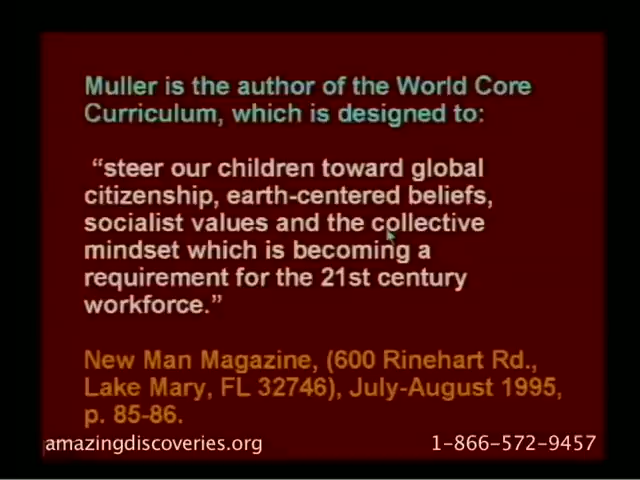 Muller is the author of the World Core
Curriculum, which is designed to:
“steer our children toward global
citizenship, earth-centered beliefs,
socialist values and the collective
mindset which is becoming a
requirement for the 21st century
workforce.”
New Man Magazine, (600 Rinehart Rd.,
Lake Mary, FL 32746), July-August 1995,
p. 85-86.
amazingdiscoveries.org 1-866-572-9457